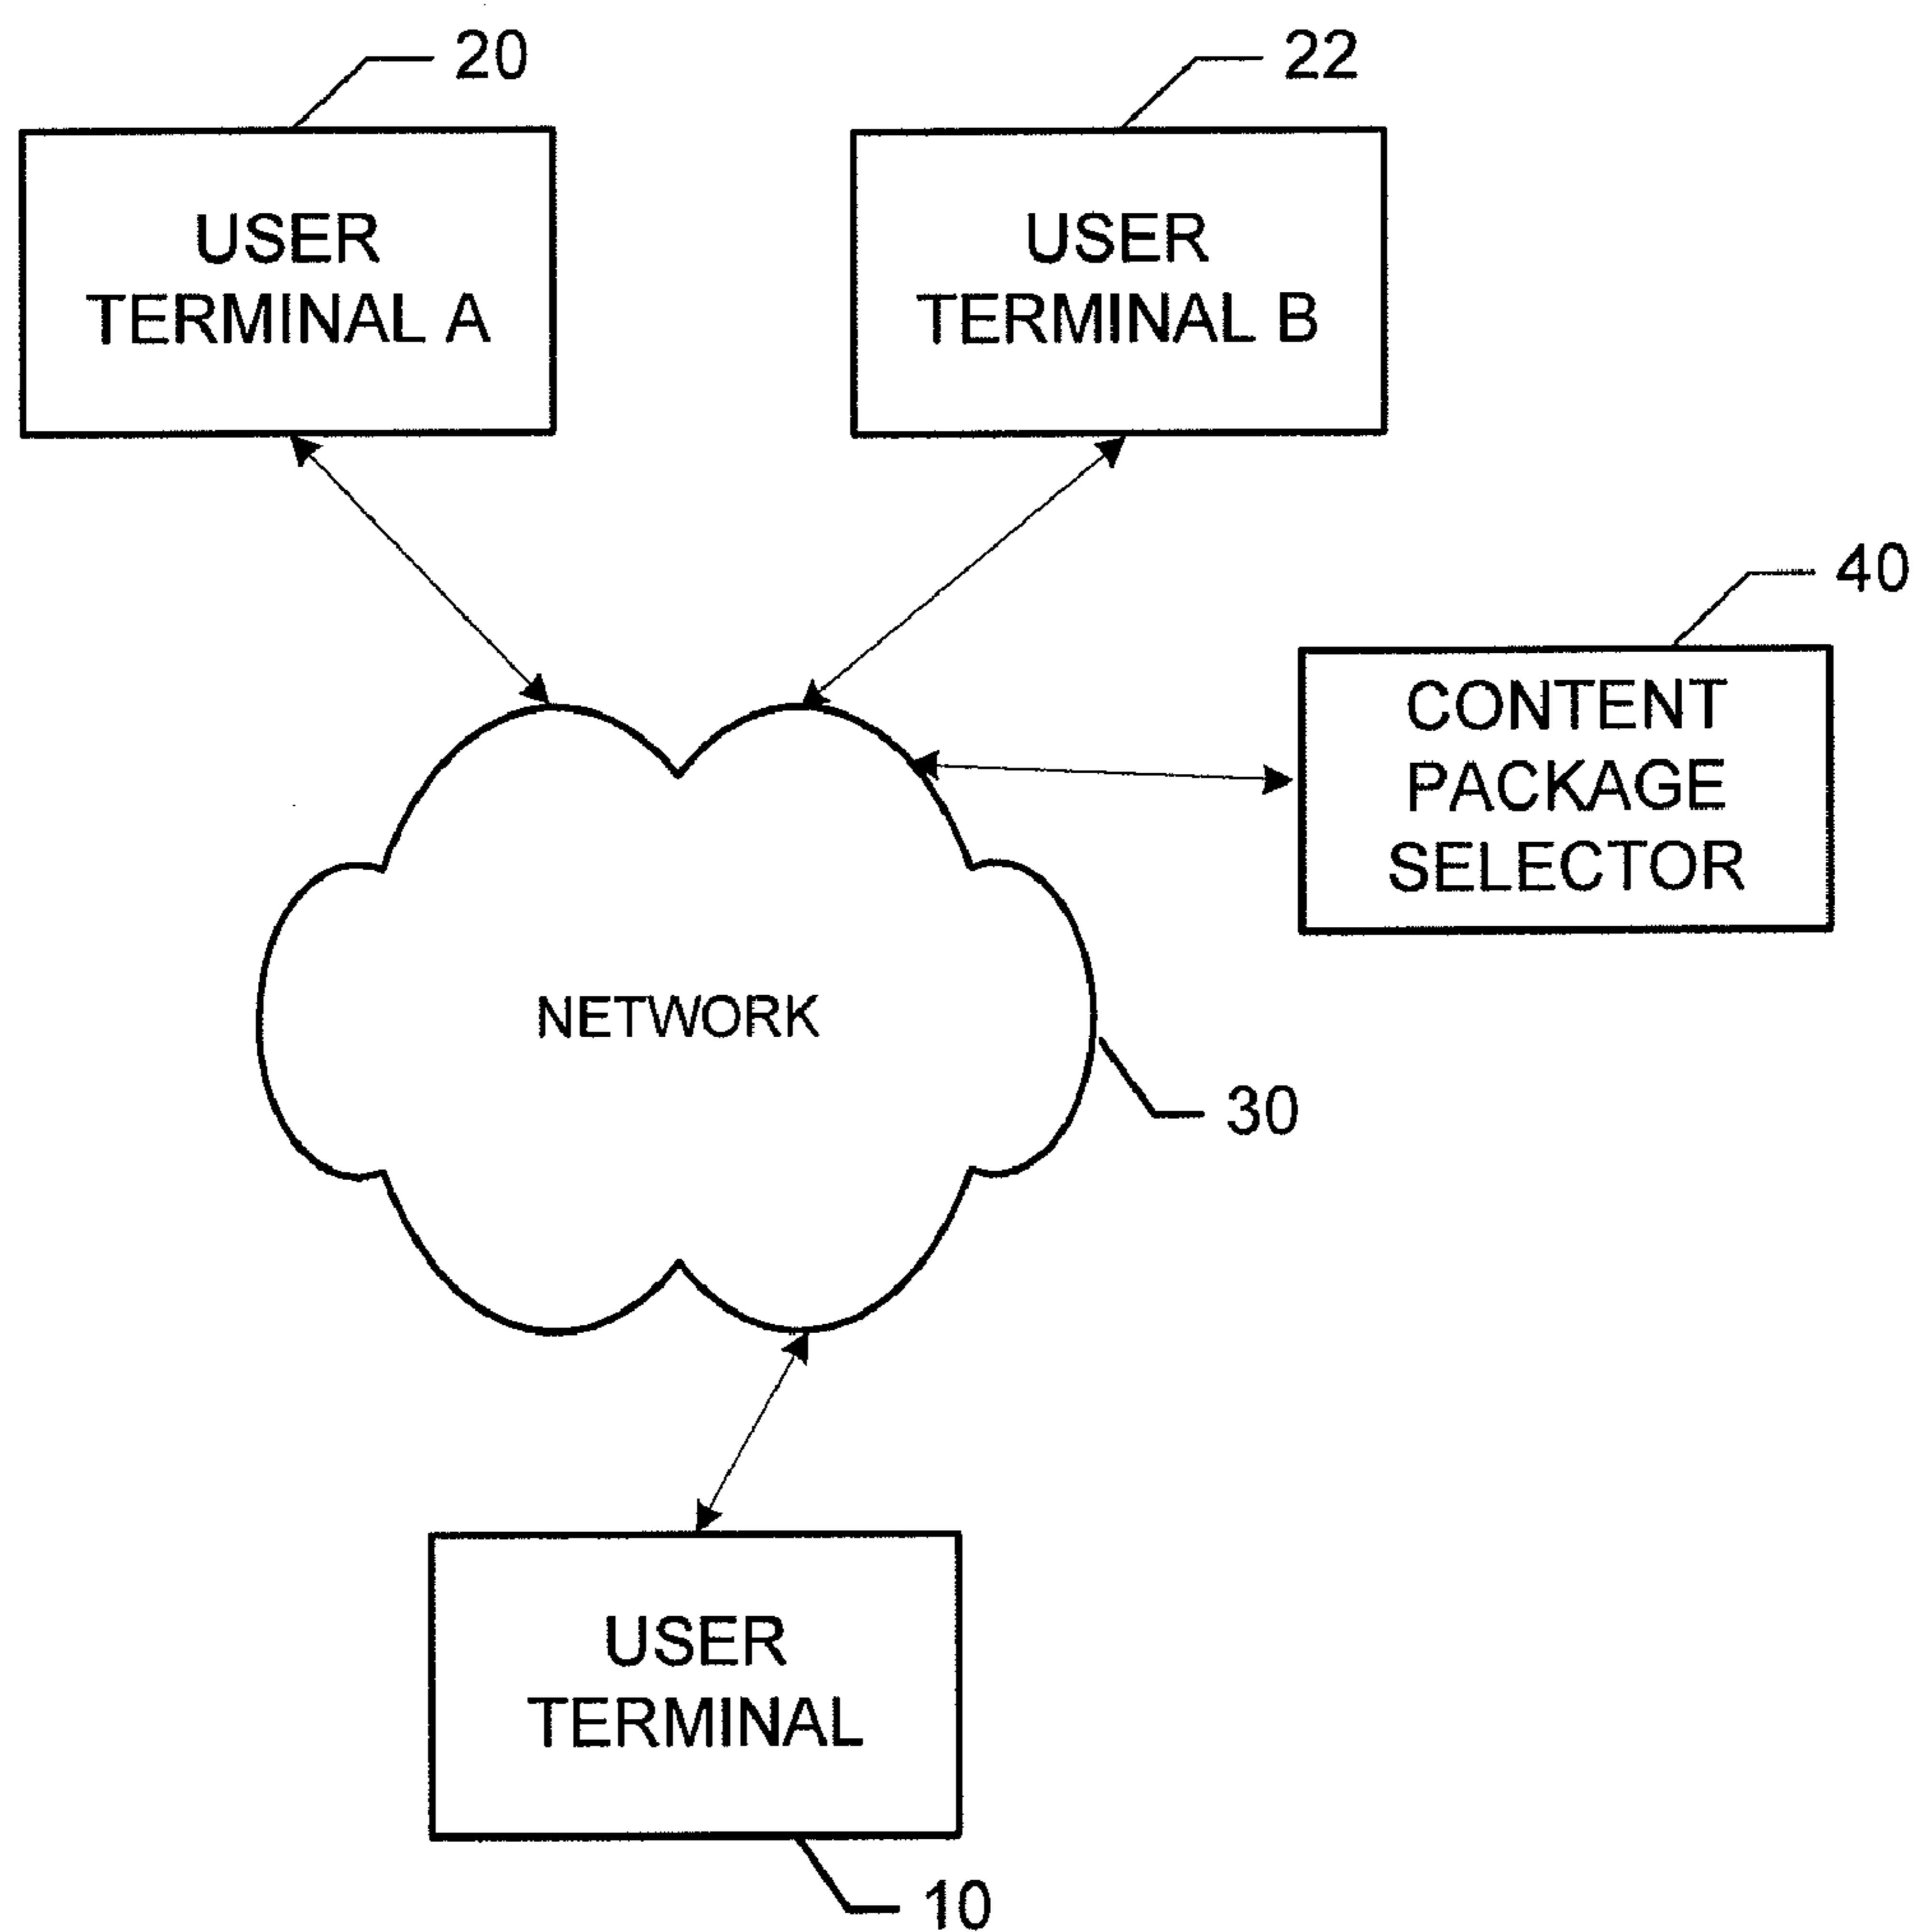 20
22
USER
TERMINAL A
USER
TERMINAL B
40
CONTENT
PACKAGE
SELECTOR
NETWORK
30
USER
TERMINAL
10